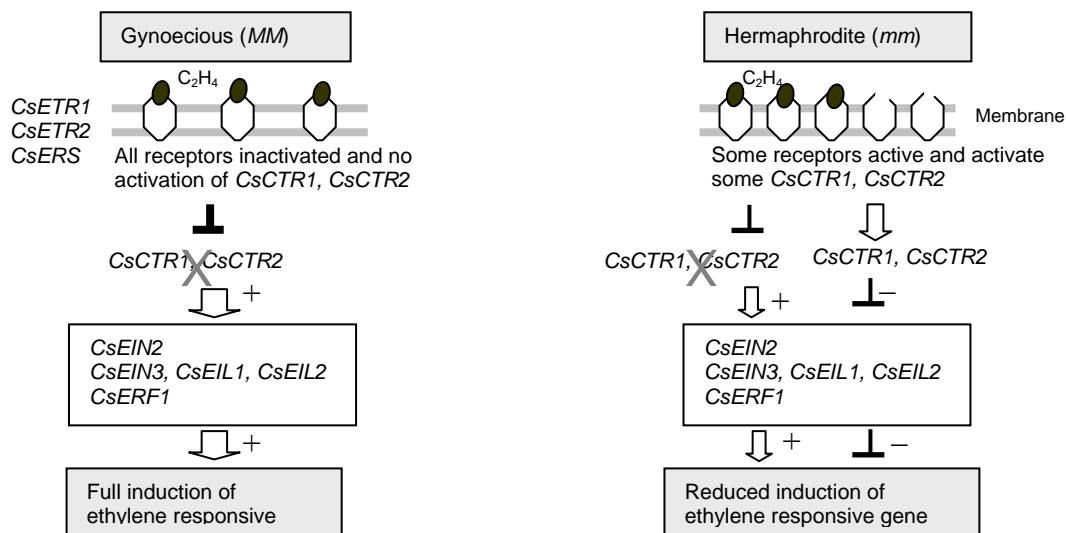 Gynoecious (MM)
C₂H₄
CsETR1
CsETR2
CsERS
All receptors inactivated and no
activation of CsCTR1, CsCTR2
CsCTR1, CsCTR2
+
CsEIN2
CsEIN3, CsEIL1, CsEIL2
CsERF1
+
Full induction of
ethylene responsive
Hermaphrodite (mm)
C₂H₄
Membrane
Some receptors active and activate
some CsCTR1, CsCTR2
CsCTR1, CsCTR2
CsCTR1, CsCTR2
+
−
CsEIN2
CsEIN3, CsEIL1, CsEIL2
CsERF1
+
−
Reduced induction of
ethylene responsive gene